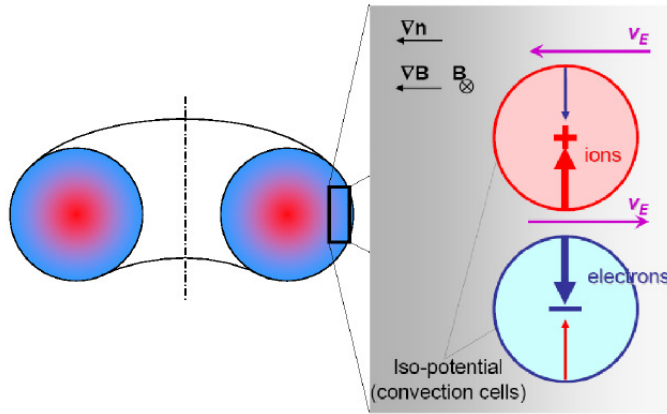 ∇n
v_E
∇B B
⊗
+
ions
v_E
electrons
−
Iso-potential
(convection cells)